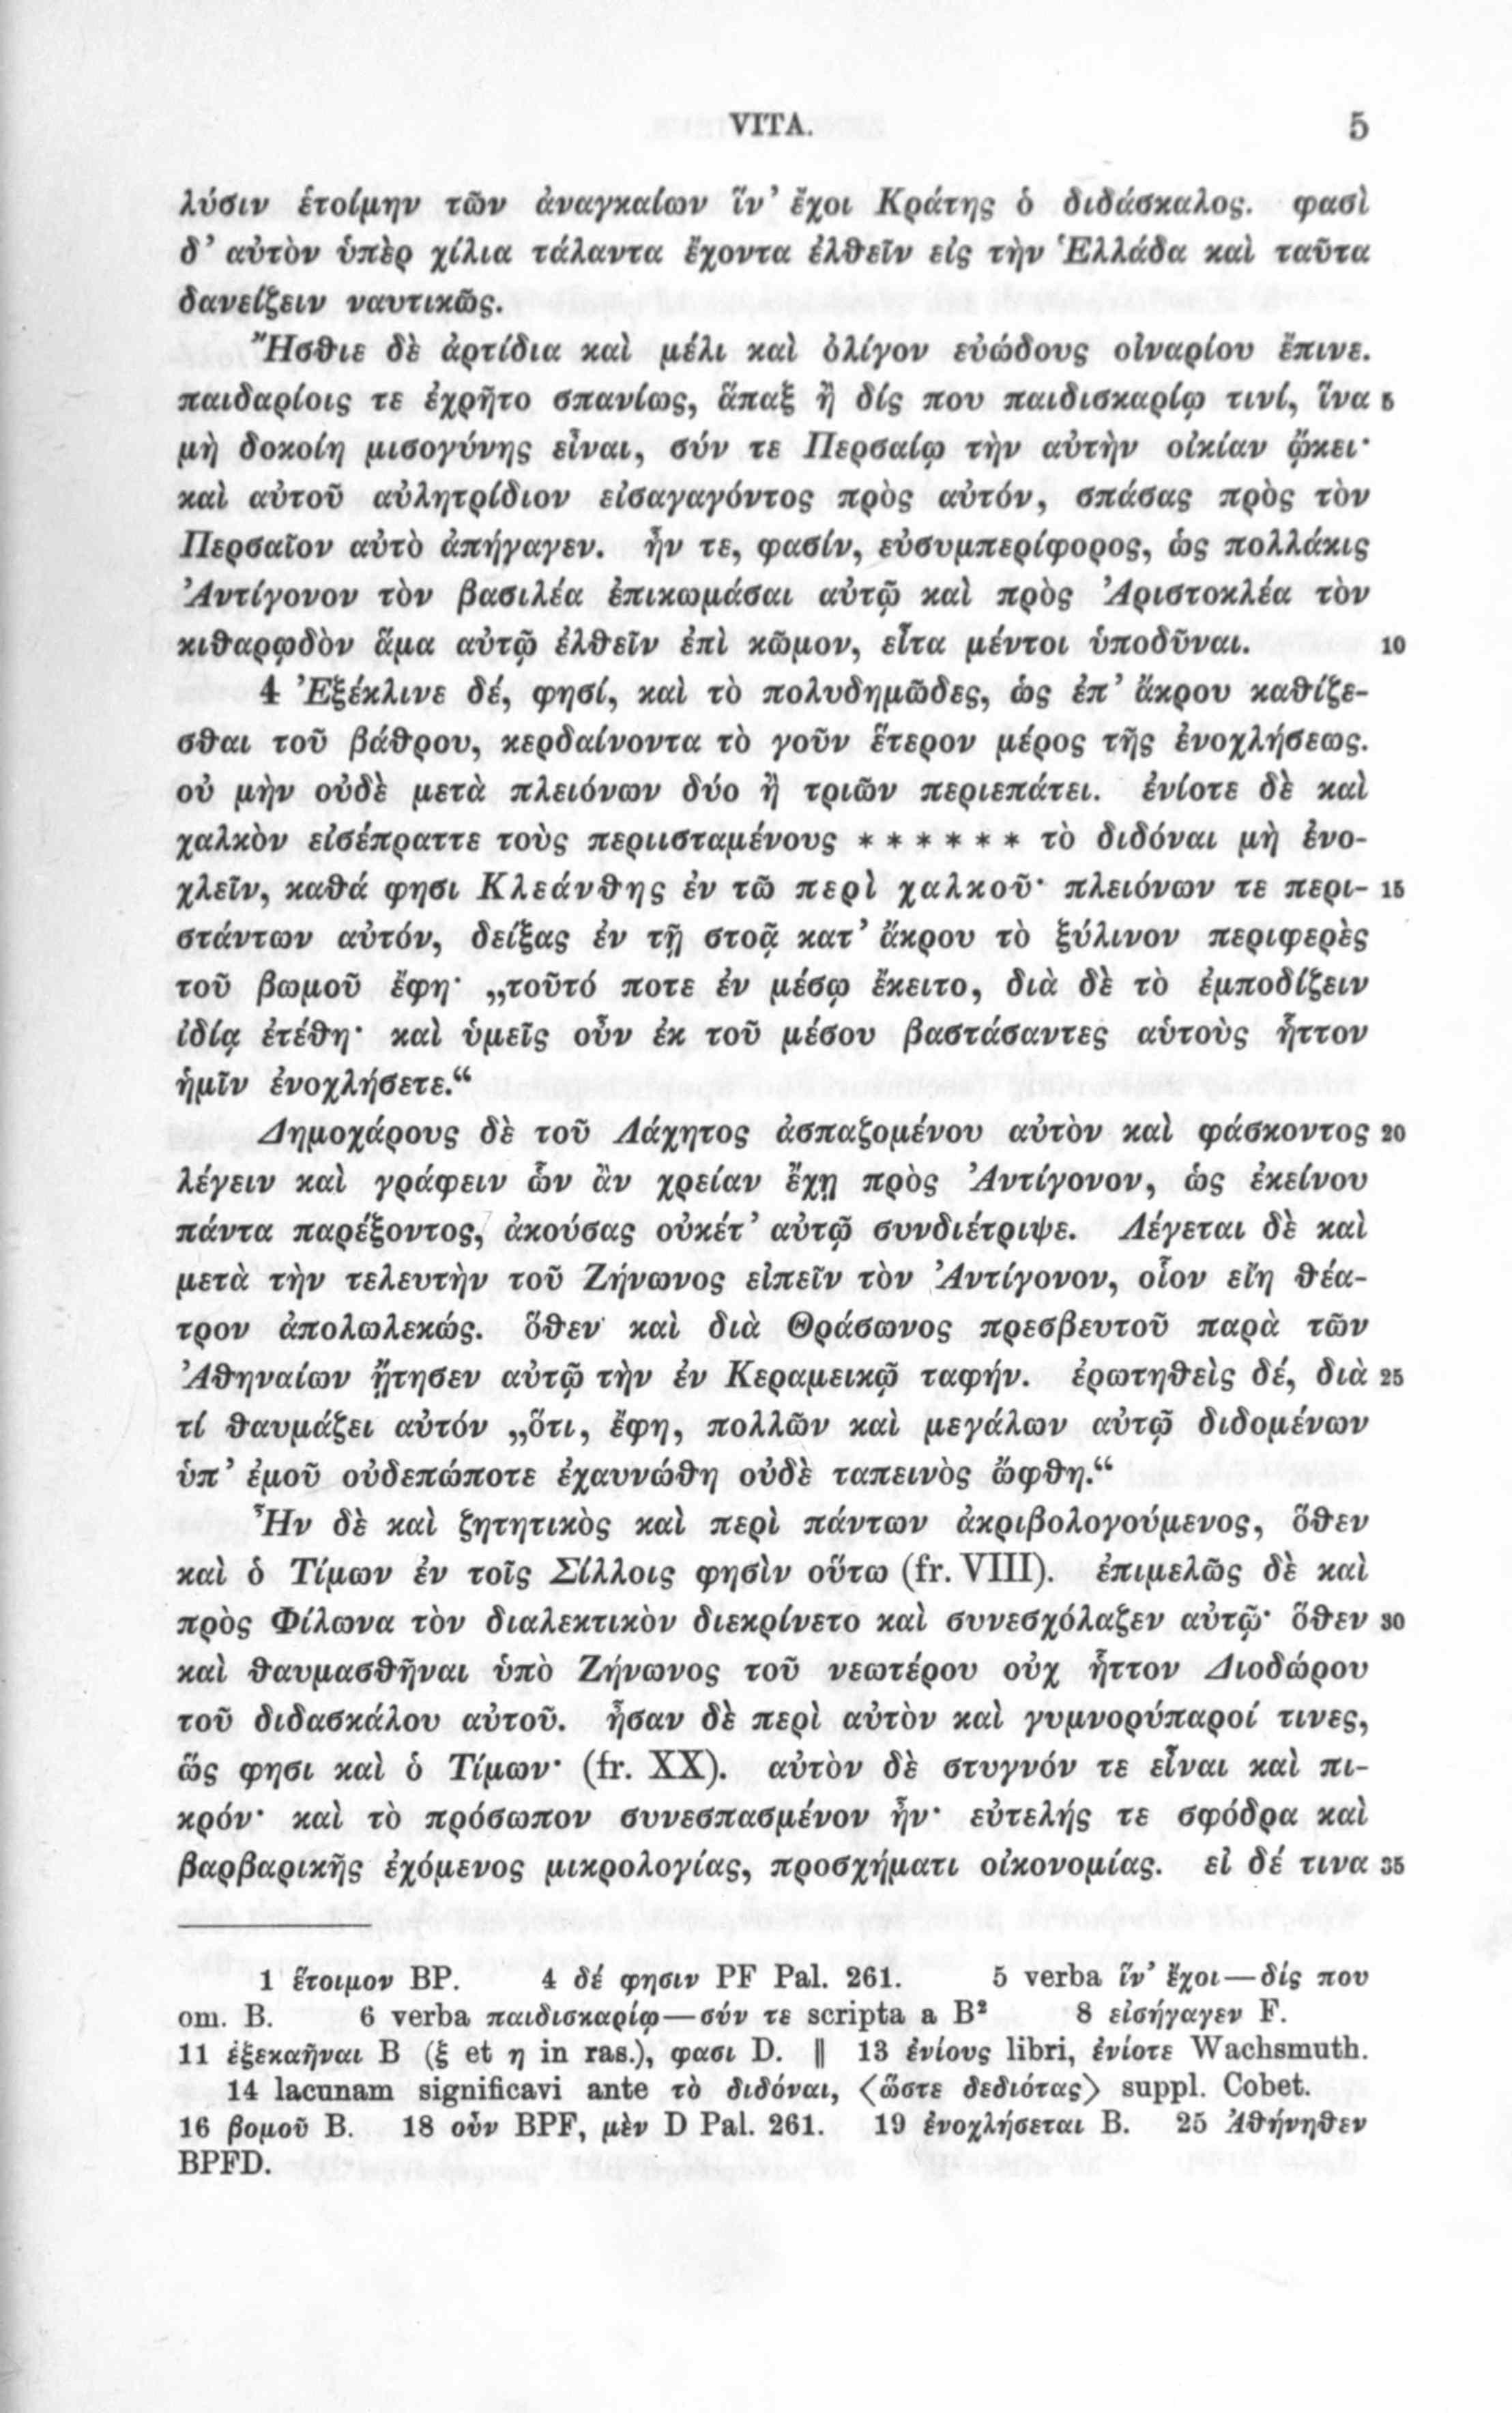 VITA. 5
λύσιν ἑτοίμην τῶν ἀναγκαίων ἵν’ ἔχοι Κράτης ὁ διδάσκαλος. φασὶ
δ’ αὐτὸν ὑπὲρ χίλια τάλαντα ἔχοντα ἐλθεῖν εἰς τὴν Ἑλλάδα καὶ ταῦτα
δανείζειν ναυτικῶς.
Ἤσθιε δὲ ἀρτίδια καὶ μέλι καὶ ὀλίγον εὐώδους οἰναρίου ἔπινε.
παιδαρίοις τε ἐχρῆτο σπανίως, ἅπαξ ἢ δίς που παιδισκαρίῳ τινί, ἵνα 5
μὴ δοκοίη μισογύνης εἶναι, σύν τε Περσαίῳ τὴν αὐτὴν οἰκίαν ᾤκει·
καὶ αὐτοῦ αὐλητρίδιον εἰσαγαγόντος πρὸς αὐτόν, σπάσας πρὸς τὸν
Περσαῖον αὐτὸ ἀπήγαγεν. ἦν τε, φασίν, εὐσυμπερίφορος, ὡς πολλάκις
Ἀντίγονον τὸν βασιλέα ἐπικωμάσαι αὐτῷ καὶ πρὸς Ἀριστοκλέα τὸν
κιθαρῳδὸν ἅμα αὐτῷ ἐλθεῖν ἐπὶ κῶμον, εἶτα μέντοι ὑποδῦναι. 10
4 Ἐξέκλινε δέ, φησί, καὶ τὸ πολυδημῶδες, ὡς ἐπ’ ἄκρου καθίζε-
σθαι τοῦ βάθρου, κερδαίνοντα τὸ γοῦν ἕτερον μέρος τῆς ἐνοχλήσεως.
οὐ μὴν οὐδὲ μετὰ πλειόνων δύο ἢ τριῶν περιεπάτει. ἐνίοτε δὲ καὶ
χαλκὸν εἰσέπραττε τοὺς περιισταμένους * * * * * * τὸ διδόναι μὴ ἐνο-
χλεῖν, καθά φησι Κλεάνθης ἐν τῶ περὶ χαλκοῦ· πλειόνων τε περι- 15
στάντων αὐτόν, δείξας ἐν τῇ στοᾷ κατ’ ἄκρου τὸ ξύλινον περιφερὲς
τοῦ βωμοῦ ἔφη· „τοῦτό ποτε ἐν μέσῳ ἔκειτο, διὰ δὲ τὸ ἐμποδίζειν
ἰδίᾳ ἐτέθη· καὶ ὑμεῖς οὖν ἐκ τοῦ μέσου βαστάσαντες αὑτοὺς ἧττον
ἡμῖν ἐνοχλήσετε.“
Δημοχάρους δὲ τοῦ Λάχητος ἀσπαζομένου αὐτὸν καὶ φάσκοντος 20
λέγειν καὶ γράφειν ὧν ἂν χρείαν ἔχῃ πρὸς Ἀντίγονον, ὡς ἐκείνου
πάντα παρέξοντος, ἀκούσας οὐκέτ’ αὐτῷ συνδιέτριψε. Λέγεται δὲ καὶ
μετὰ τὴν τελευτὴν τοῦ Ζήνωνος εἰπεῖν τὸν Ἀντίγονον, οἷον εἴη θέα-
τρον ἀπολωλεκώς. ὅθεν καὶ διὰ Θράσωνος πρεσβευτοῦ παρὰ τῶν
Ἀθηναίων ᾔτησεν αὐτῷ τὴν ἐν Κεραμεικῷ ταφήν. ἐρωτηθεὶς δέ, διὰ 25
τί θαυμάζει αὐτόν „ὅτι, ἔφη, πολλῶν καὶ μεγάλων αὐτῷ διδομένων
ὑπ’ ἐμοῦ οὐδεπώποτε ἐχαυνώθη οὐδὲ ταπεινὸς ὤφθη.“
Ἦν δὲ καὶ ζητητικὸς καὶ περὶ πάντων ἀκριβολογούμενος, ὅθεν
καὶ ὁ Τίμων ἐν τοῖς Σίλλοις φησὶν οὕτω (fr. VIII). ἐπιμελῶς δὲ καὶ
πρὸς Φίλωνα τὸν διαλεκτικὸν διεκρίνετο καὶ συνεσχόλαζεν αὐτῷ· ὅθεν 30
καὶ θαυμασθῆναι ὑπὸ Ζήνωνος τοῦ νεωτέρου οὐχ ἧττον Διοδώρου
τοῦ διδασκάλου αὐτοῦ. ἦσαν δὲ περὶ αὐτὸν καὶ γυμνορύπαροί τινες,
ὥς φησι καὶ ὁ Τίμων· (fr. XX). αὐτὸν δὲ στυγνόν τε εἶναι καὶ πι-
κρόν· καὶ τὸ πρόσωπον συνεσπασμένον ἦν· εὐτελής τε σφόδρα καὶ
βαρβαρικῆς ἐχόμενος μικρολογίας, προσχήματι οἰκονομίας. εἰ δέ τινα 35
1 ἕτοιμον BP. 4 δέ φησιν PF Pal. 261. 5 verba ἵν’ ἔχοι—δίς που
om. B. 6 verba παιδισκαρίῳ—σύν τε scripta a B² 8 εἰσήγαγεν F.
11 ἐξεκαῆναι B (ξ et η in ras.), φασι D. ‖ 13 ἐνίους libri, ἐνίοτε Wachsmuth.
14 lacunam significavi ante τὸ διδόναι, ⟨ὥστε δεδιότας⟩ suppl. Cobet.
16 βομοῦ B. 18 οὖν BPF, μὲν D Pal. 261. 19 ἐνοχλήσεται B. 25 Ἀθήνηθεν
BPFD.